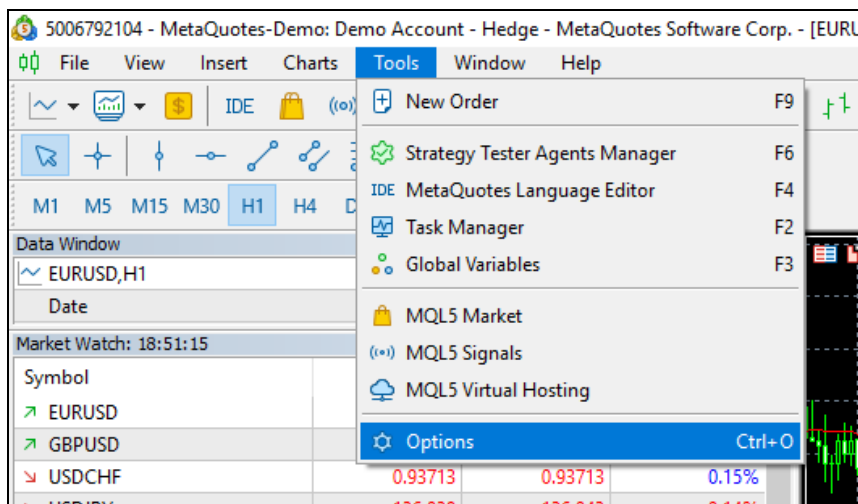 5006792104 - MetaQuotes-Demo: Demo Account - Hedge - MetaQuotes Software Corp. - [EURU
File View Insert Charts Tools Window Help
$ IDE
New Order F9
Strategy Tester Agents Manager F6
IDE MetaQuotes Language Editor F4
Task Manager F2
Global Variables F3
MQL5 Market
MQL5 Signals
MQL5 Virtual Hosting
Options Ctrl+O
M1 M5 M15 M30 H1 H4 D
Data Window
EURUSD,H1
Date
Market Watch: 18:51:15
Symbol
EURUSD
GBPUSD
USDCHF 0.93713 0.93713 0.15%